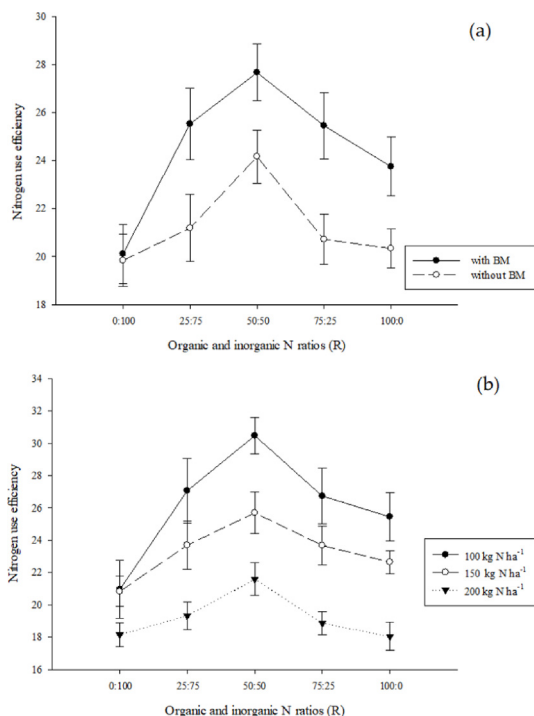 (a)
30
28
26
24
22
20
18
Nitrogen use efficiency
with BM
without BM
0:100 25:75 50:50 75:25 100:0
Organic and inorganic N ratios (R)
(b)
34
32
30
28
26
24
22
20
18
16
Nitrogen use efficiency
100 kg N ha⁻¹
150 kg N ha⁻¹
200 kg N ha⁻¹
0:100 25:75 50:50 75:25 100:0
Organic and inorganic N ratios (R)